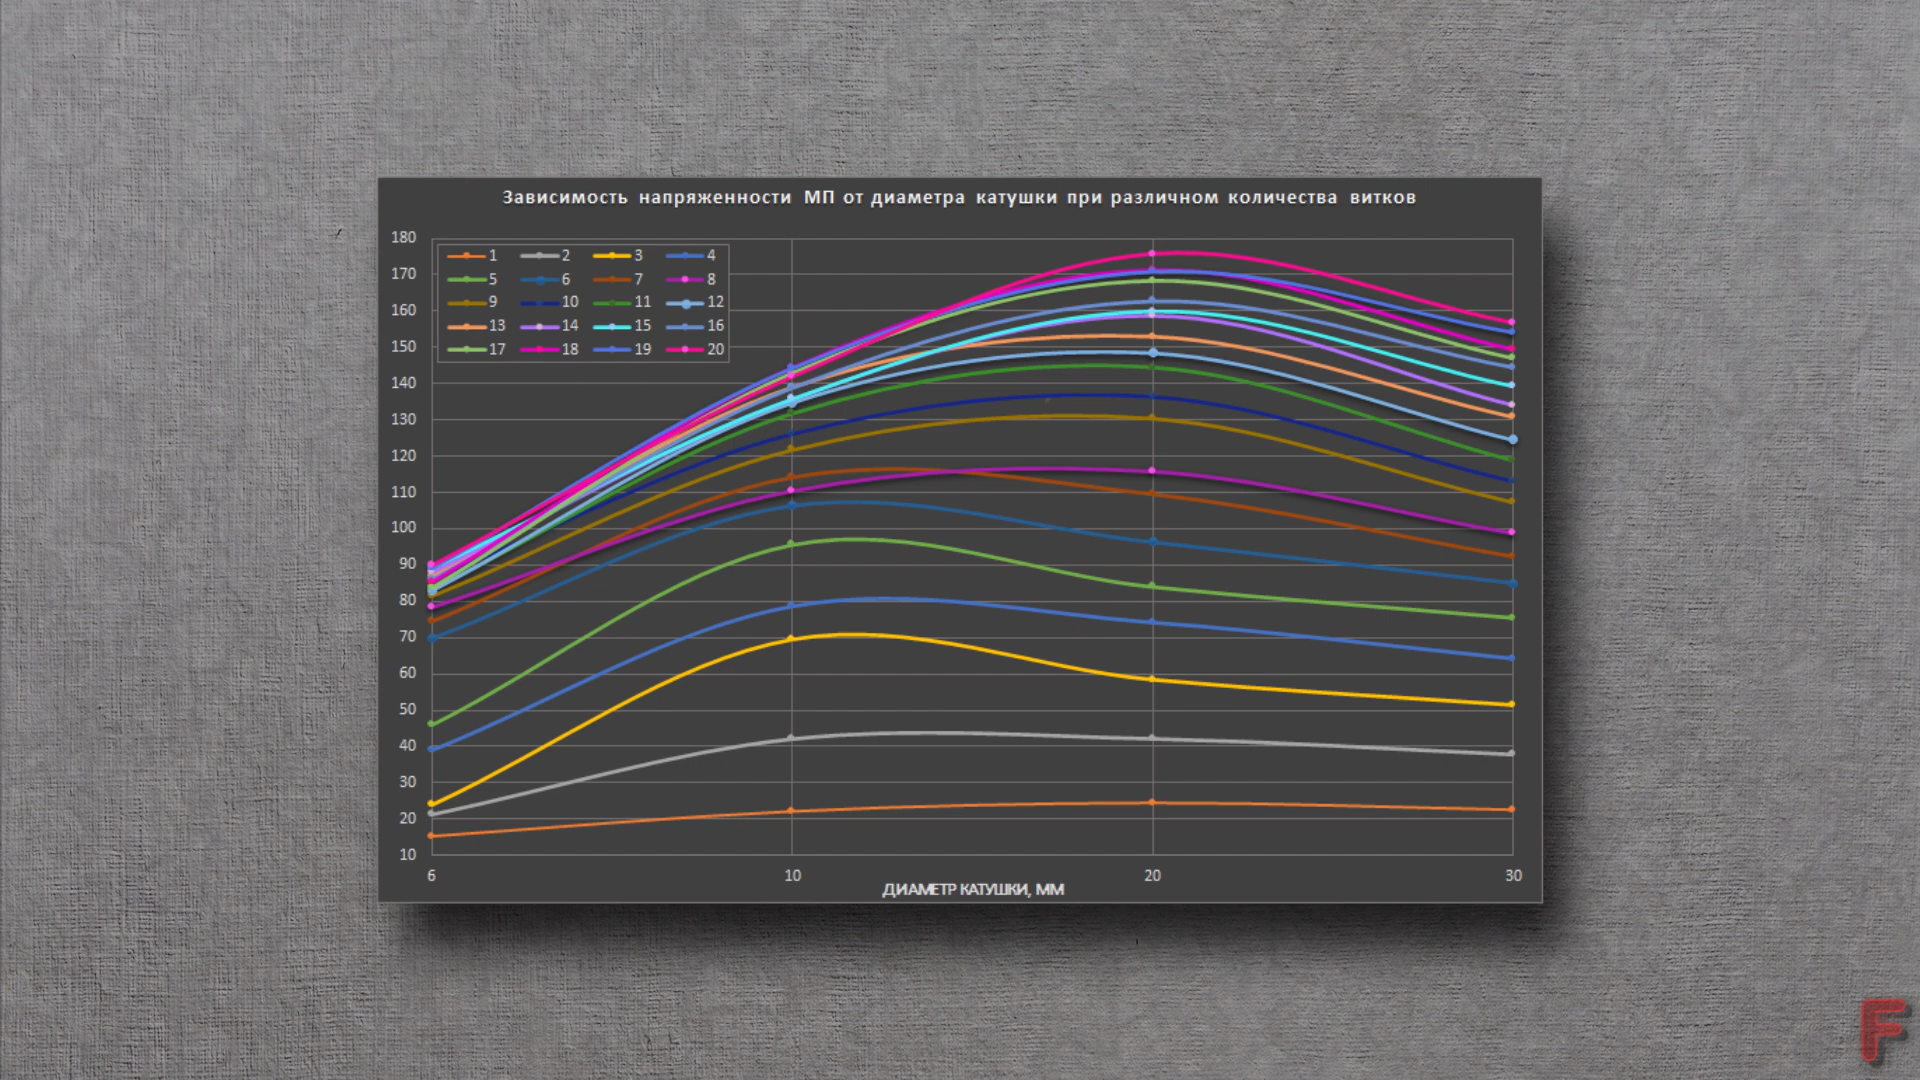 Зависимость напряженности МП от диаметра катушки при различном количества витков
180
170
160
150
140
130
120
110
100
90
80
70
60
50
40
30
20
10
1 2 3 4
5 6 7 8
9 10 11 12
13 14 15 16
17 18 19 20
6 10 20 30
ДИАМЕТР КАТУШКИ, ММ
F